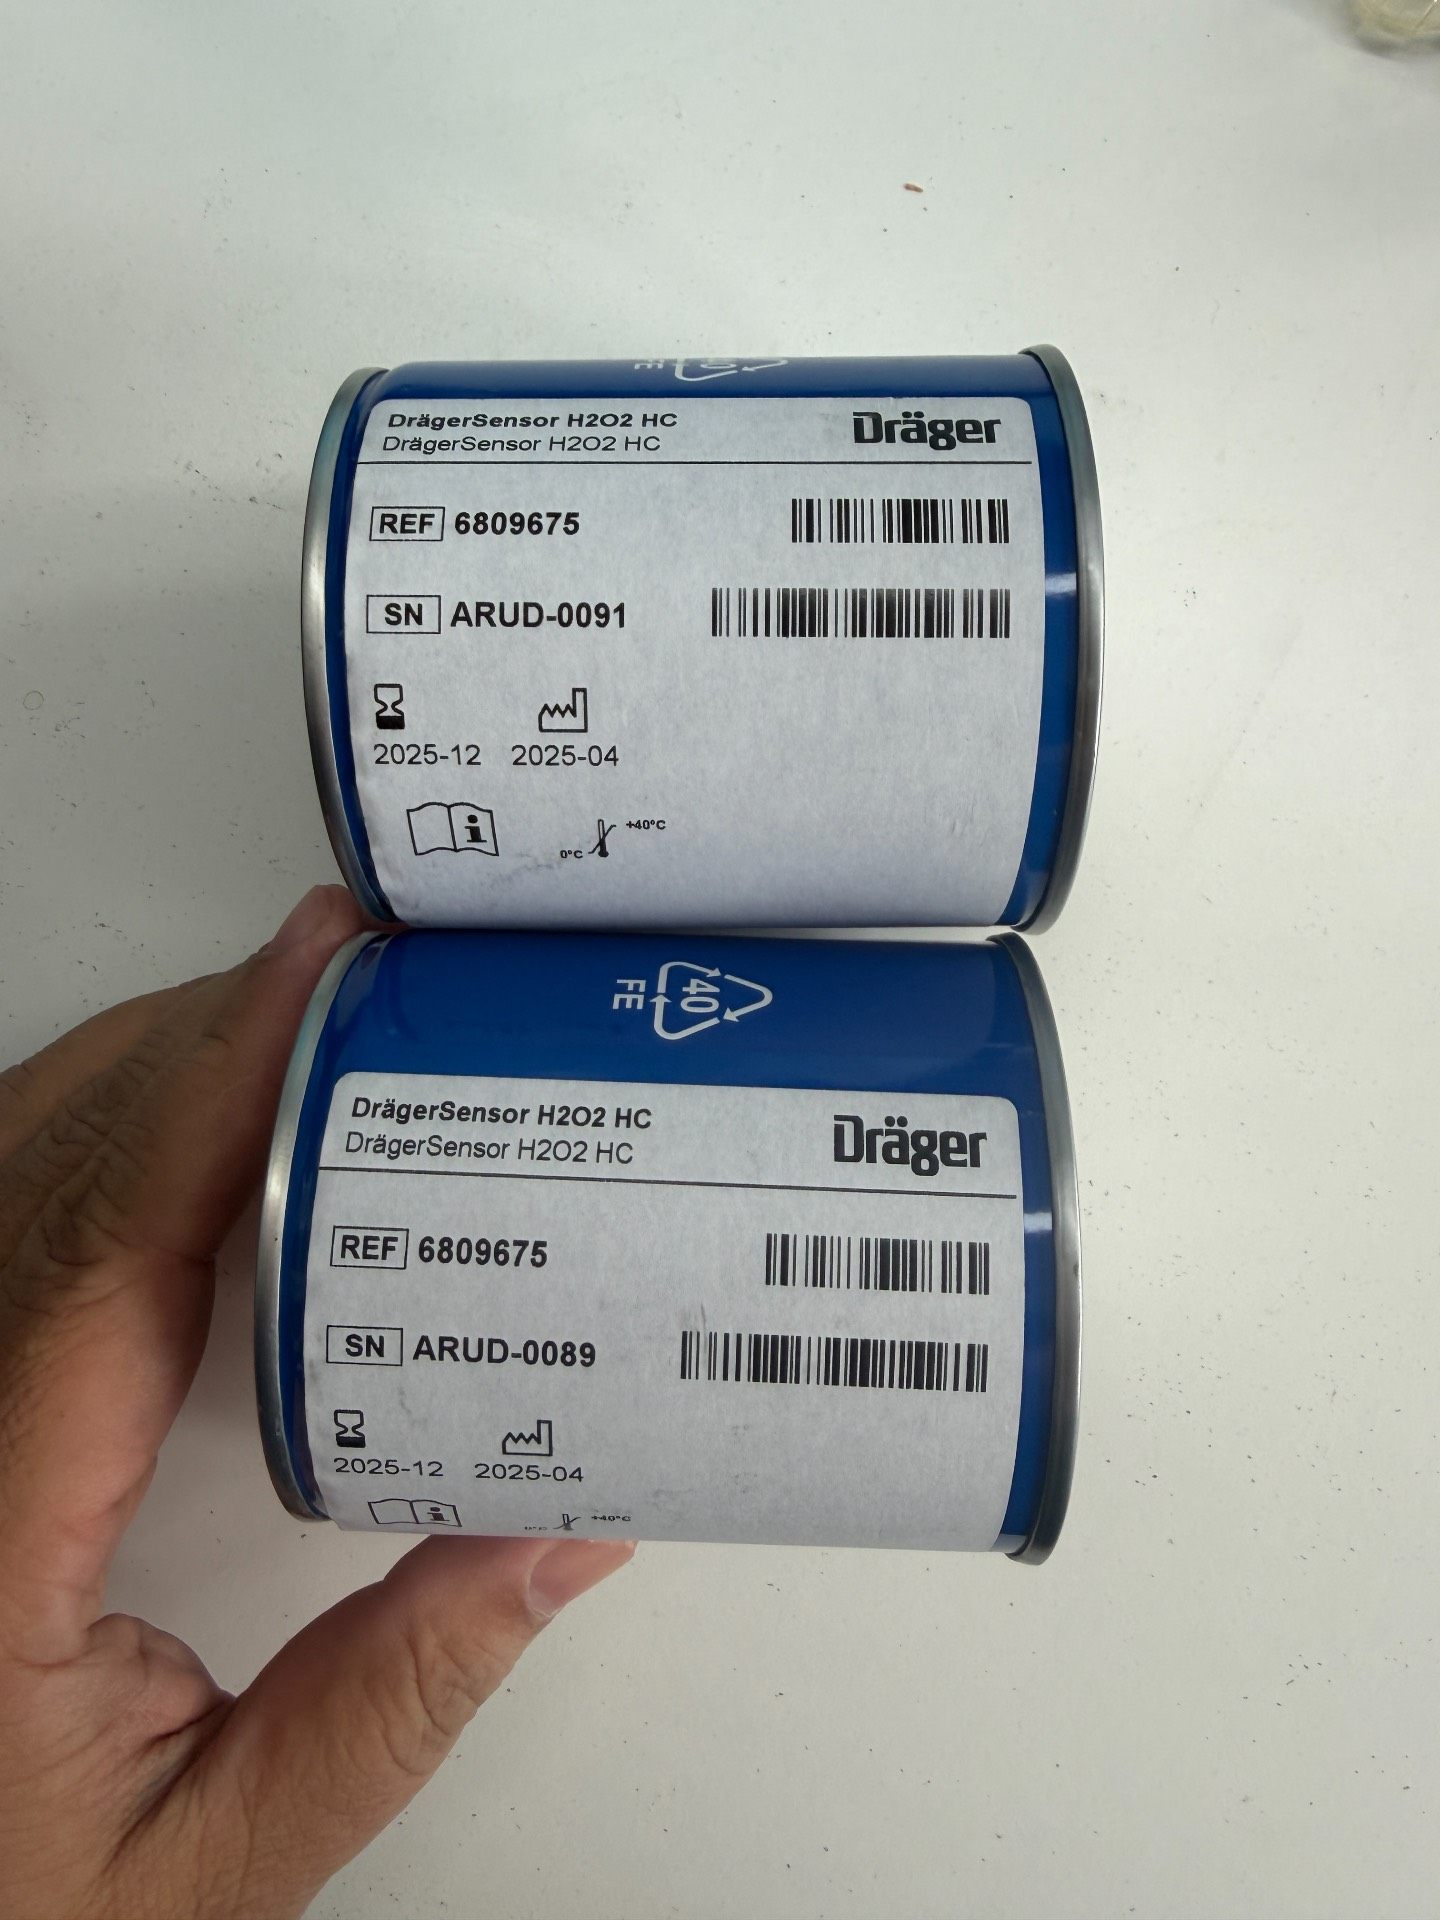 40
FE
DrägerSensor H2O2 HC
DrägerSensor H2O2 HC
Dräger
REF 6809675
SN ARUD-0091
2025-12 2025-04
i
0°C +40°C
40
FE
DrägerSensor H2O2 HC
DrägerSensor H2O2 HC
Dräger
REF 6809675
SN ARUD-0089
2025-12 2025-04
i
0°C +40°C